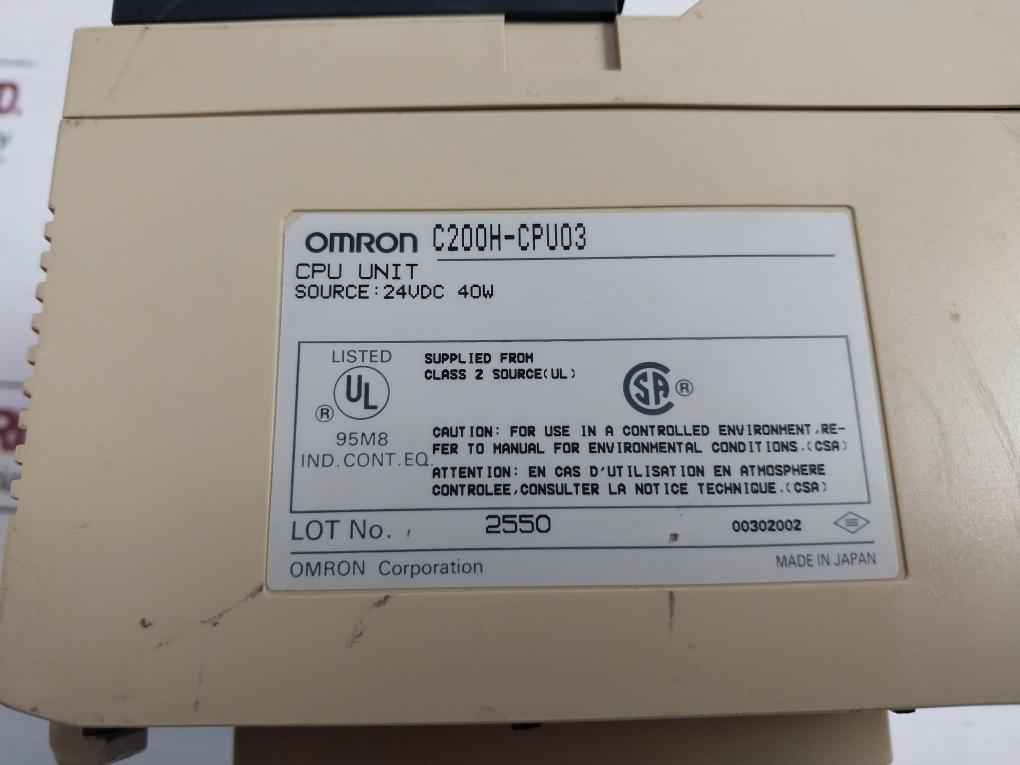 OMRON C200H-CPU03
CPU UNIT
SOURCE:24VDC 40W
LISTED
UL
®
95M8
IND.CONT.EQ.
SUPPLIED FROM
CLASS 2 SOURCE(UL)
SA ®
CAUTION: FOR USE IN A CONTROLLED ENVIRONMENT,RE-
FER TO MANUAL FOR ENVIRONMENTAL CONDITIONS.(CSA)
ATTENTION: EN CAS D'UTILISATION EN ATMOSPHERE
CONTROLEE,CONSULTER LA NOTICE TECHNIQUE.(CSA)
LOT No. 2550 00302002
OMRON Corporation MADE IN JAPAN